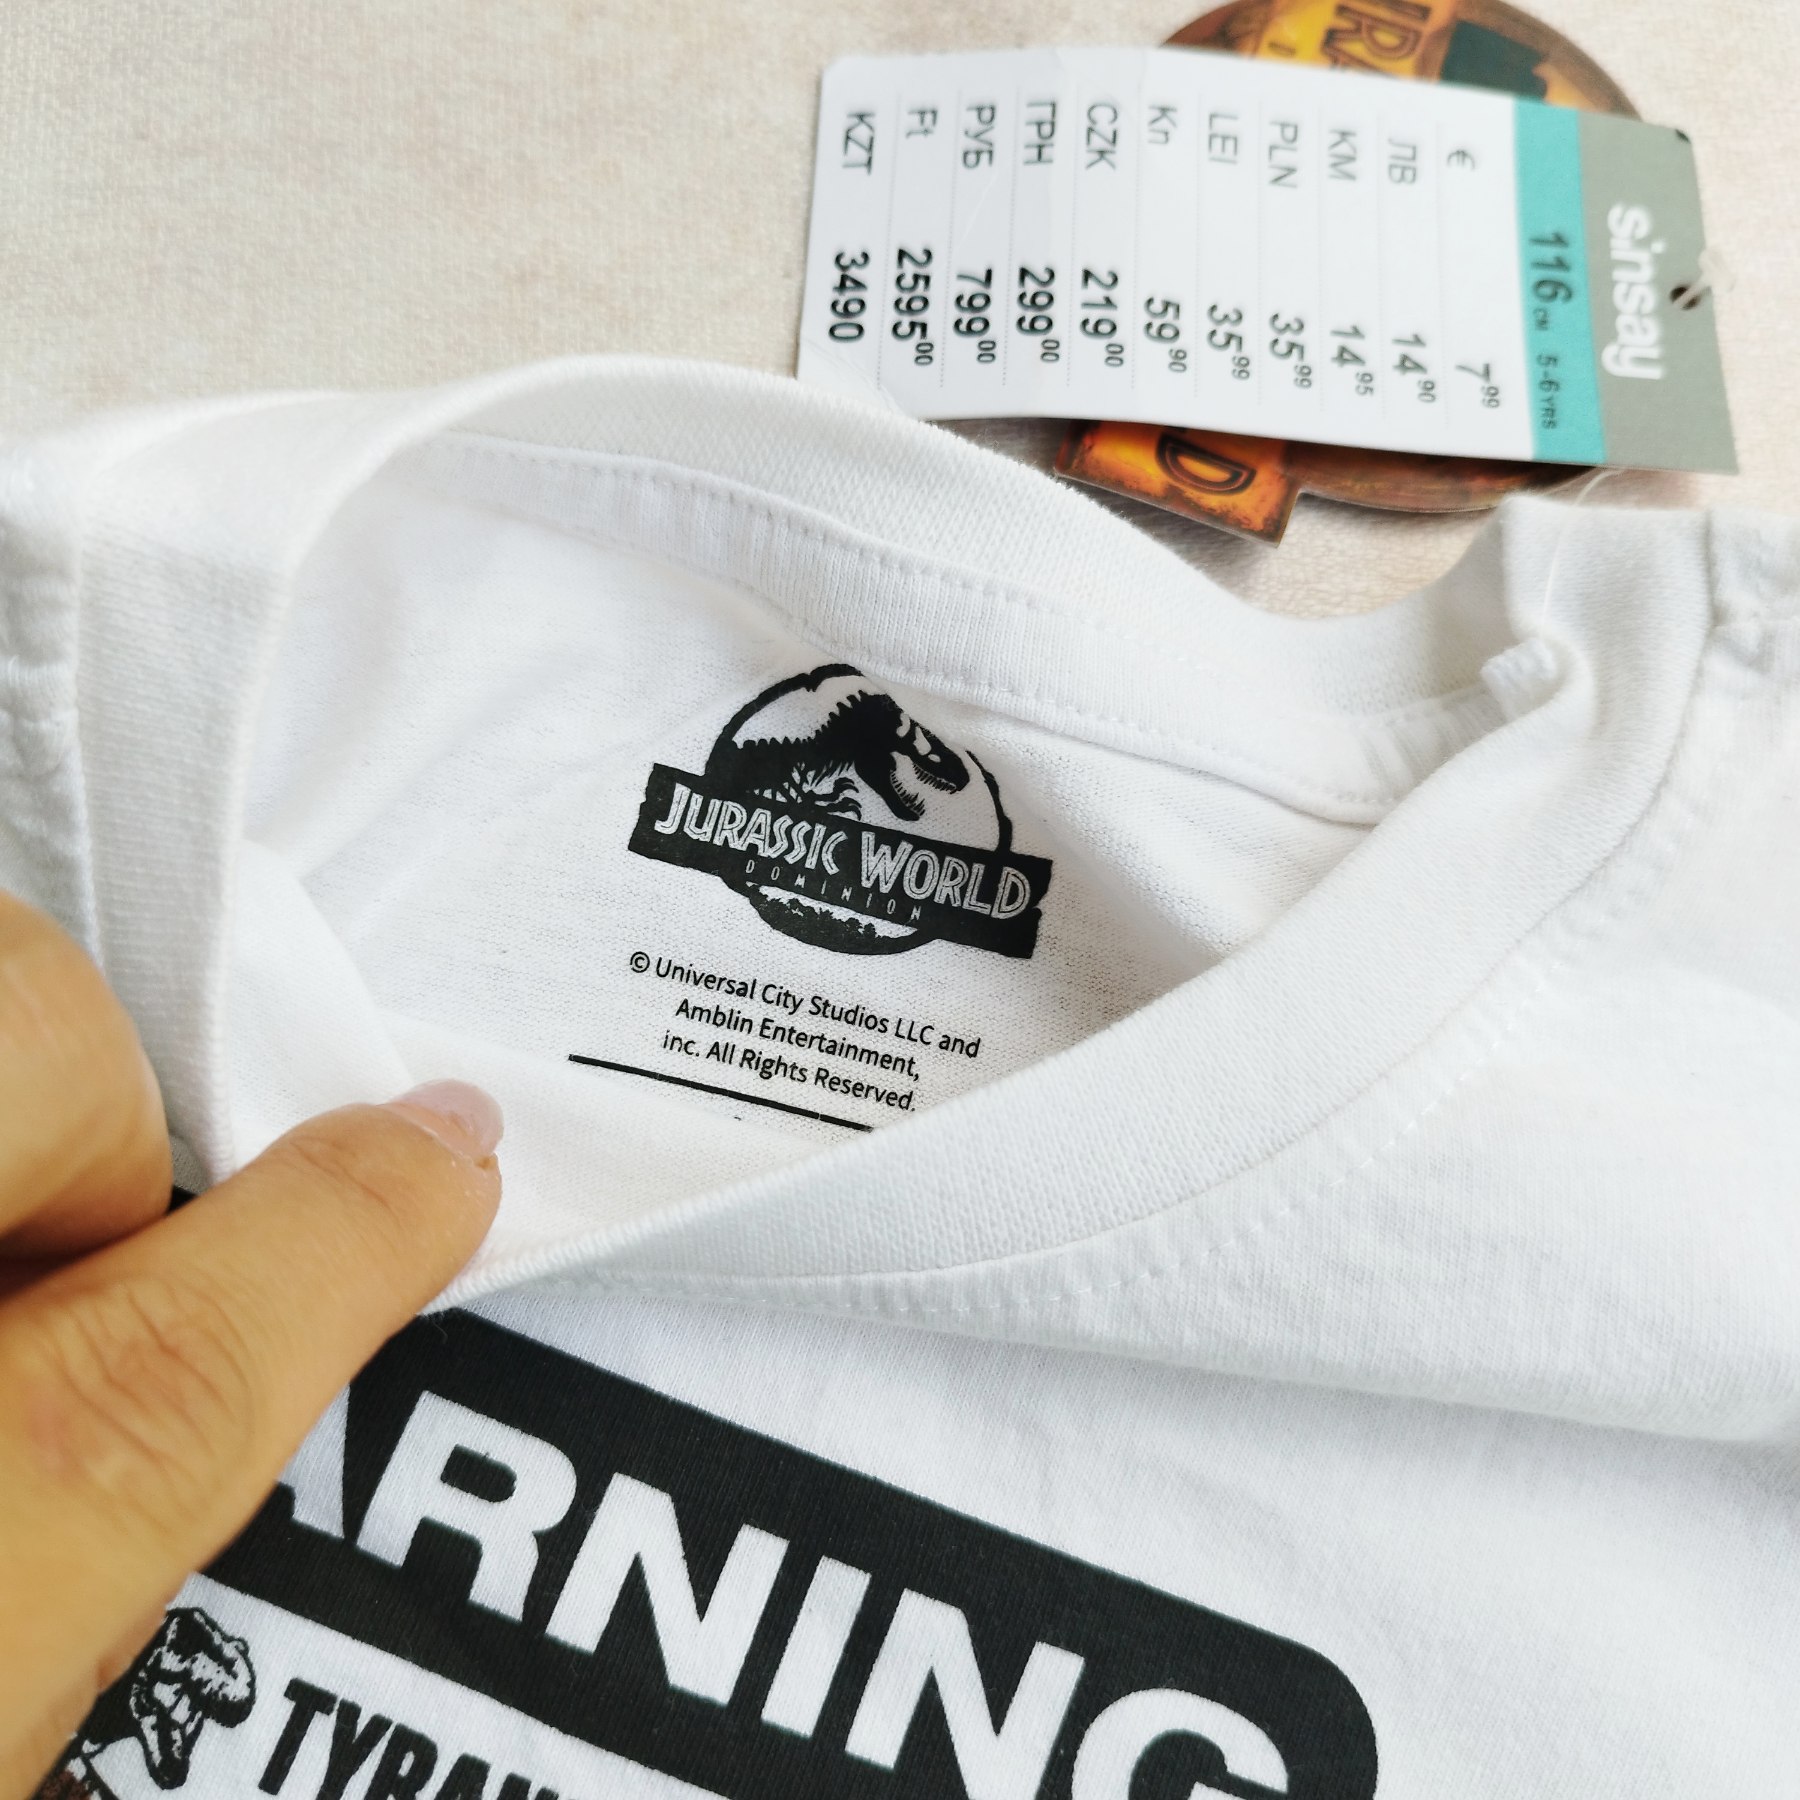 sinsay
116 CM 5-6 YRS
€ 7⁹⁹
ЛВ 14⁹⁰
KM 14⁹⁵
PLN 35⁹⁹
LEI 35⁹⁹
Kn 59⁹⁰
CZK 219⁰⁰
ГРН 299⁰⁰
РУБ 799⁰⁰
Ft 2595⁰⁰
KZT 3490
JURASSIC WORLD
DOMINION
© Universal City Studios LLC and
Amblin Entertainment,
inc. All Rights Reserved.
ARNING